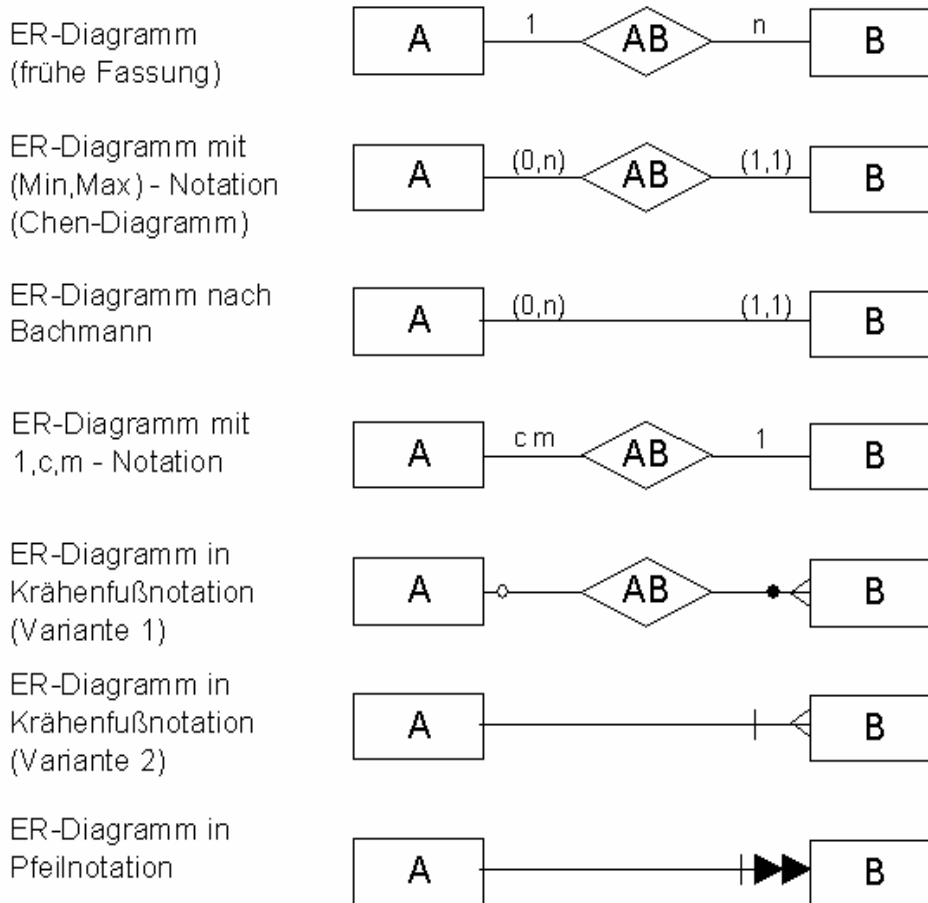 ER-Diagramm
(frühe Fassung)
A 1 AB n B
ER-Diagramm mit
(Min,Max) - Notation
(Chen-Diagramm)
A (0,n) AB (1,1) B
ER-Diagramm nach
Bachmann
A (0,n) (1,1) B
ER-Diagramm mit
1,c,m - Notation
A c m AB 1 B
ER-Diagramm in
Krähenfußnotation
(Variante 1)
A AB B
ER-Diagramm in
Krähenfußnotation
(Variante 2)
A B
ER-Diagramm in
Pfeilnotation
A B